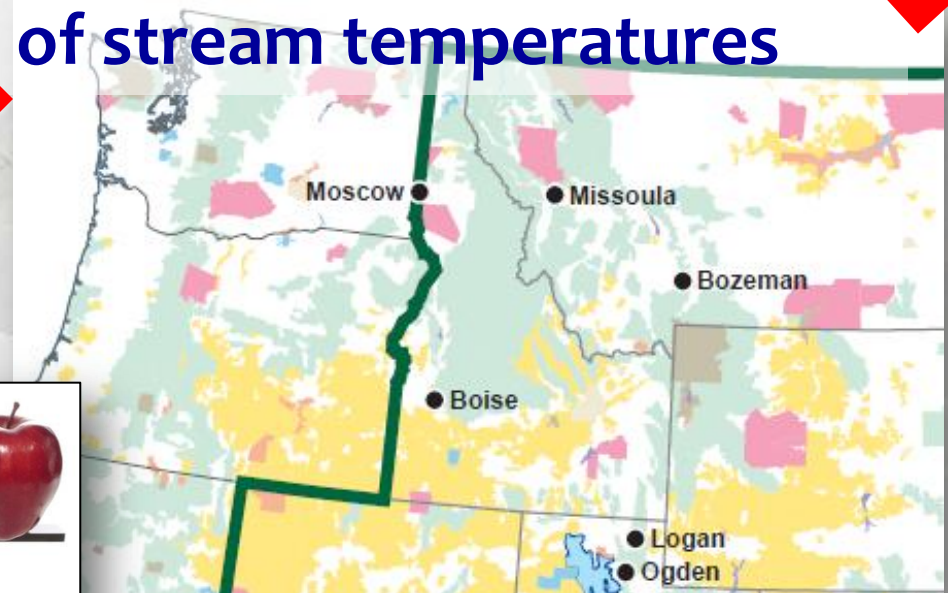 of stream temperatures
Moscow
Missoula
Bozeman
Boise
Logan
Ogden